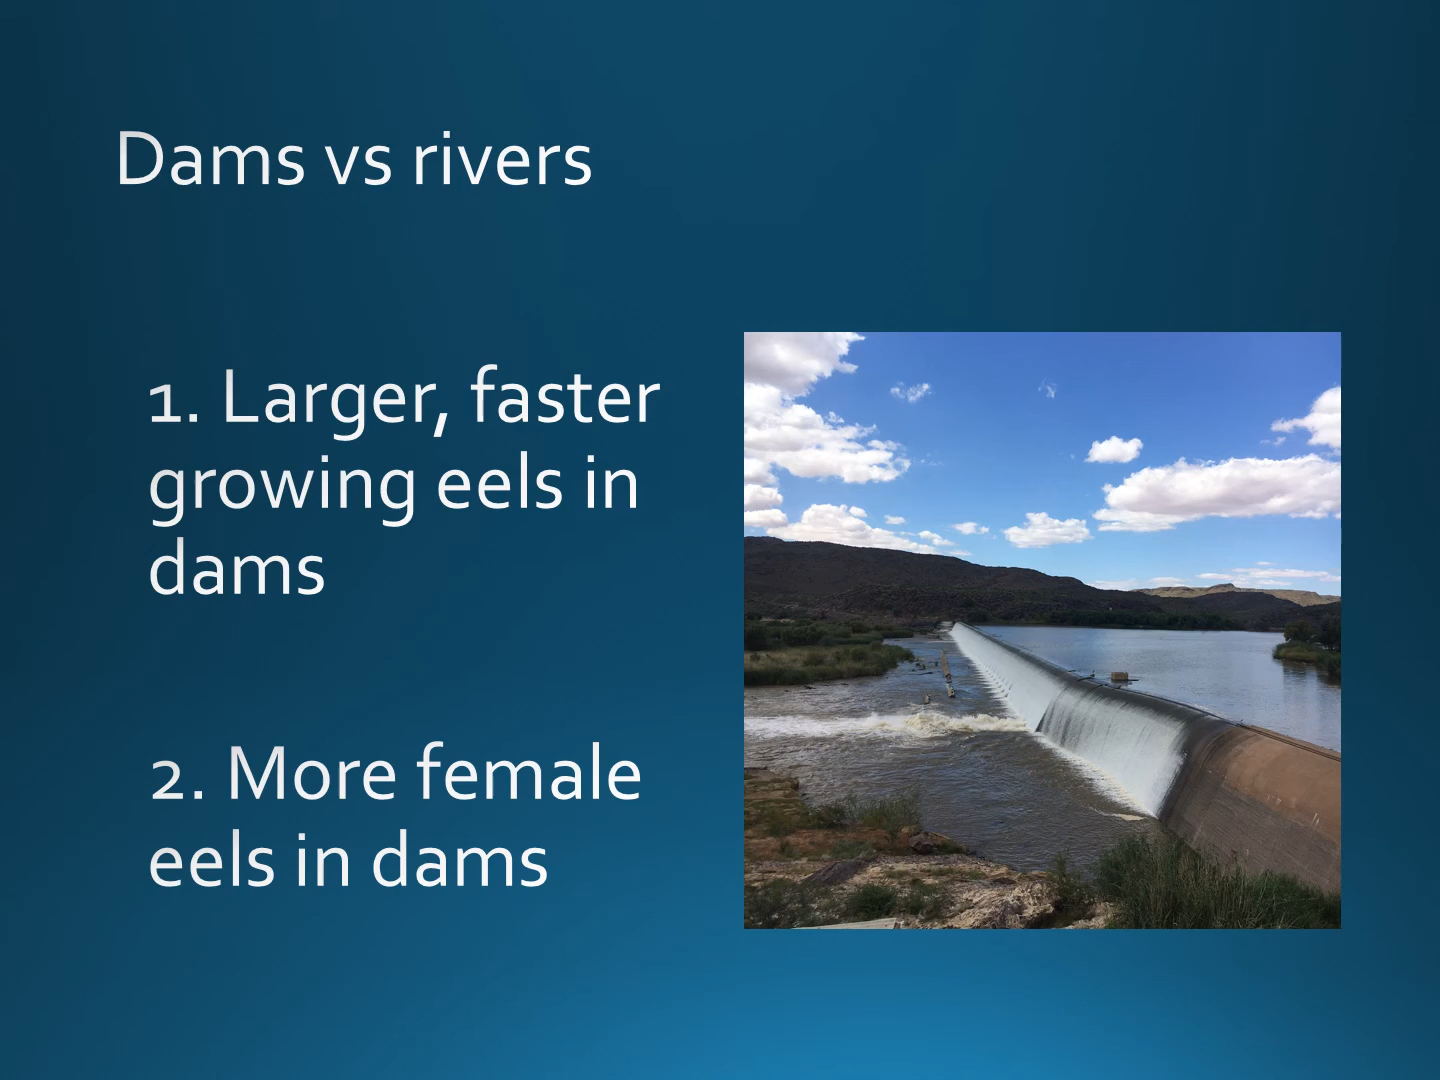 Dams vs rivers
1. Larger, faster
growing eels in
dams
2. More female
eels in dams